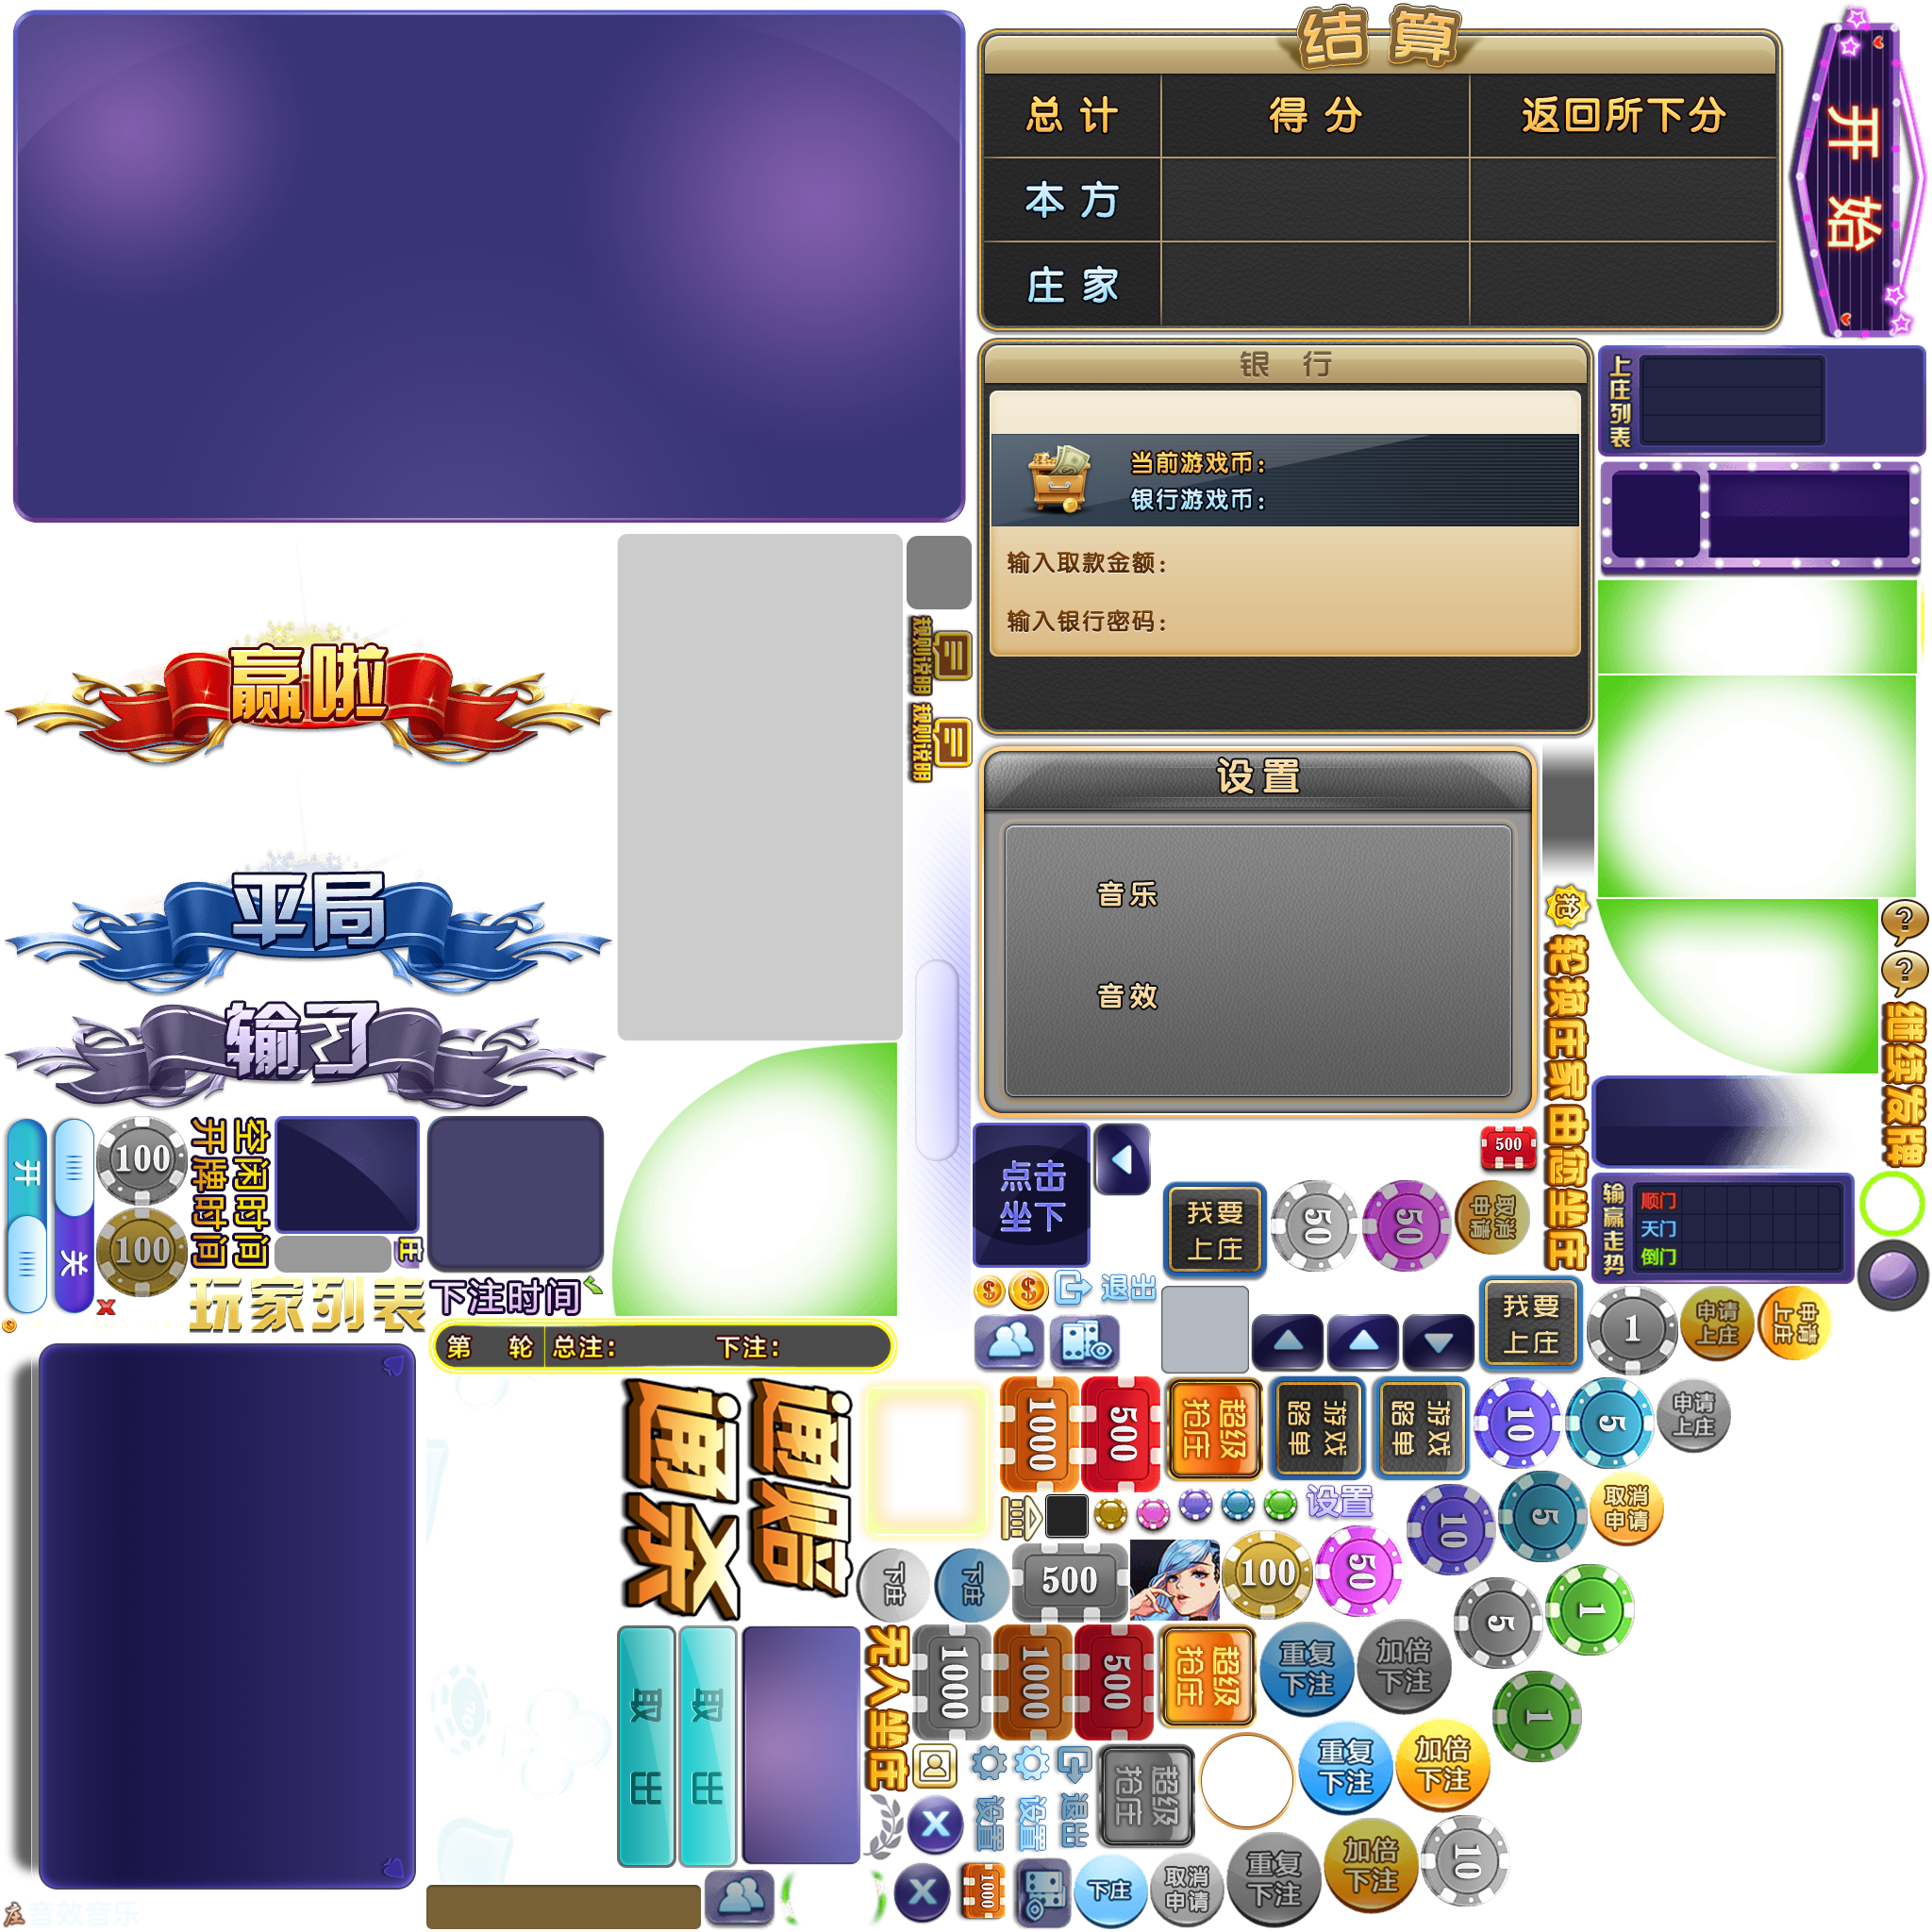 结 算
总 计
得 分
返回所下分
本 方
庄 家
开始
银 行
当前游戏币：
银行游戏币：
输入取款金额：
输入银行密码：
上庄列表
规则说明
规则说明
赢啦
平局
输了
设置
音乐
音效
抢
轮换庄家由您坐庄
?
?
继续发牌
开
关
100
100
开牌时间
空闲时间
庄
玩家列表
下注时间
第 轮 总注： 下注：
点击
坐下
500
我要
上庄
50
50
取消
申请
输赢走势
顺门
天门
倒门
$
$
退出
我要
上庄
1
申请
上庄
申请
上庄
通杀
通赔
1000
500
超级
抢庄
游戏
路单
游戏
路单
10
5
申请
上庄
设置
10
5
取消
申请
下庄
下庄
500
100
50
5
1
取出
取出
无人坐庄
1000
1000
500
超级
抢庄
重复
下注
加倍
下注
1
设置
设置
退出
超级
抢庄
重复
下注
加倍
下注
X
X
1000
下庄
取消
申请
重复
下注
加倍
下注
10
庄
音效音乐